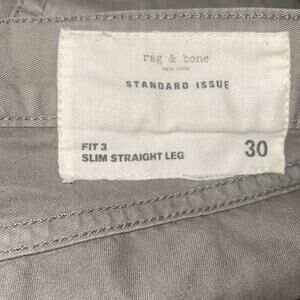 rag & bone
NEW YORK
STANDARD ISSUE
FIT 3
SLIM STRAIGHT LEG
30